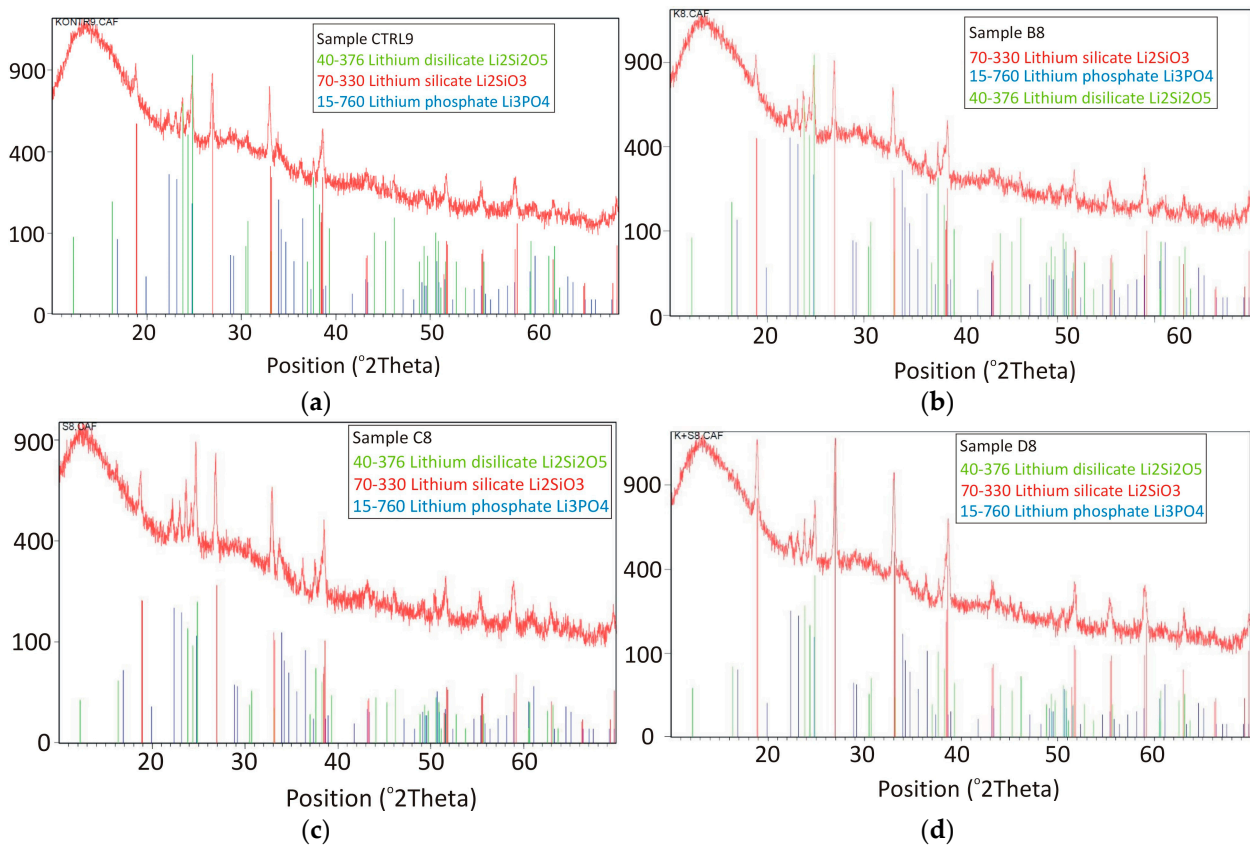 KONTR9.CAF
Sample CTRL9
40-376 Lithium disilicate Li2Si2O5
70-330 Lithium silicate Li2SiO3
15-760 Lithium phosphate Li3PO4
900
400
100
0
20 30 40 50 60
Position (°2Theta)
(a)
K8.CAF
Sample B8
70-330 Lithium silicate Li2SiO3
15-760 Lithium phosphate Li3PO4
40-376 Lithium disilicate Li2Si2O5
900
400
100
0
20 30 40 50 60
Position (°2Theta)
(b)
S8.CAF
Sample C8
40-376 Lithium disilicate Li2Si2O5
70-330 Lithium silicate Li2SiO3
15-760 Lithium phosphate Li3PO4
900
400
100
0
20 30 40 50 60
Position (°2Theta)
(c)
K+S8.CAF
Sample D8
40-376 Lithium disilicate Li2Si2O5
70-330 Lithium silicate Li2SiO3
15-760 Lithium phosphate Li3PO4
900
400
100
0
20 30 40 50 60
Position (°2Theta)
(d)